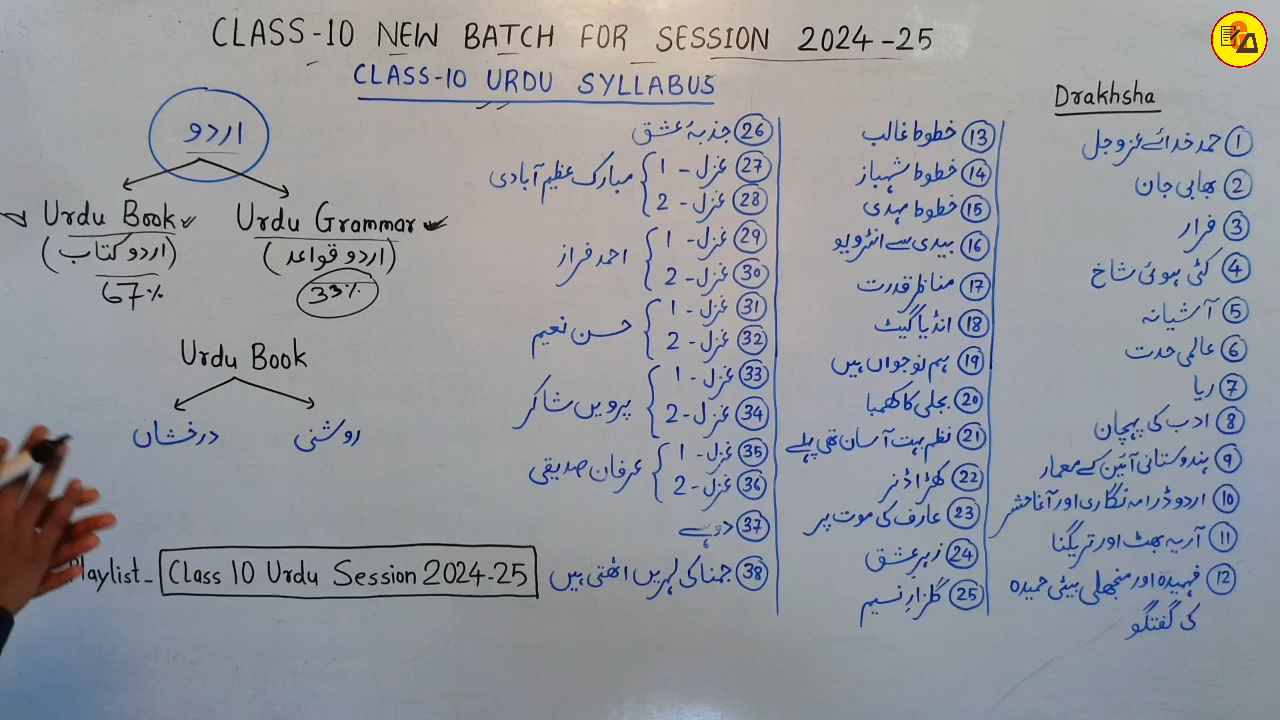 CLASS-10 NEW BATCH FOR SESSION 2024-25
CLASS-10 URDU SYLLABUS
اردو
Urdu Book
(اردو کتاب)
67%
Urdu Grammar
(اردو قواعد)
33%
Urdu Book
درخشاں
روشنی
Playlist- Class 10 Urdu Session 2024-25
Drakhsha
1 حمد خدائے عزوجل
2 بھابی جان
3 فرار
4 کٹی ہوئی شاخ
5 آشیانہ
6 عالمی حدت
7 ریا
8 ادب کی پہچان
9 ہندوستانی آئین کے معمار
10 اردو ڈرامہ نگاری اور آغا حشر
11 آریہ بھٹ اور تریگنا
12 فہمیدہ اور منجھلی بیٹی حمیدہ
کی گفتگو
13 خطوط غالب
14 خطوط شہباز
15 خطوط مہدی
16 بیدی سے انٹرویو
17 مناظر قدرت
18 انڈیا گیٹ
19 ہم نوجواں ہیں
20 بجلی کا کھمبا
21 نظم بہت آسان تھی پہلے
22 کھڑا ڈنر
23 عارف کی موت پر
24 زہر عشق
25 گلزارِ نسیم
26 جذبۂ عشق
27 غزل - 1
28 غزل - 2
مبارک عظیم آبادی
29 غزل - 1
30 غزل - 2
احمد فراز
31 غزل - 1
32 غزل - 2
حسن نعیم
33 غزل - 1
34 غزل - 2
پروین شاکر
35 غزل - 1
36 غزل - 2
عرفان صدیقی
37 دوہے
38 جمنا کی لہریں اٹھتی ہیں